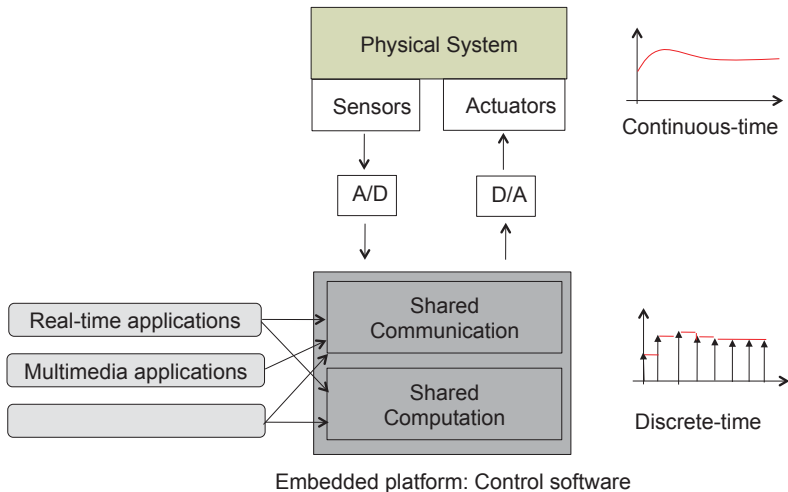 Physical System
Sensors
Actuators
Continuous-time
A/D
D/A
Shared
Communication
Real-time applications
Multimedia applications
Shared
Computation
Discrete-time
Embedded platform: Control software